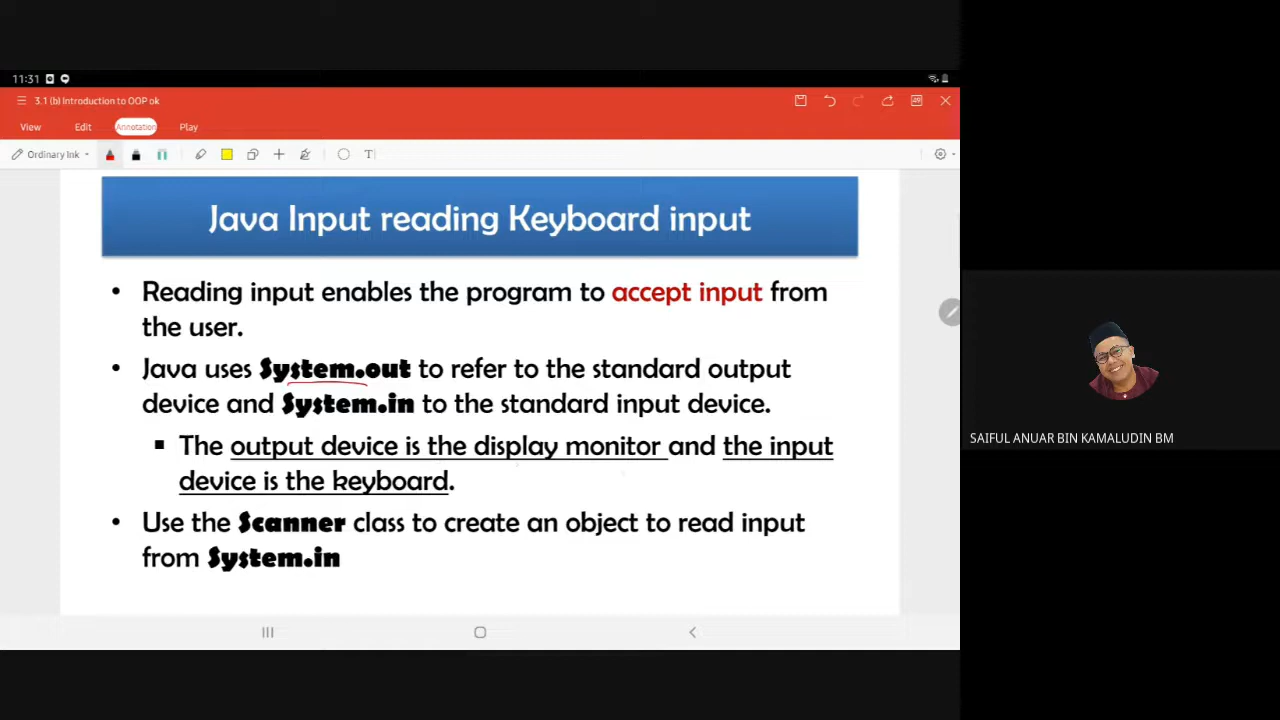 11:31
3.1 (b) Introduction to OOP ok
View Edit Annotation Play
Ordinary Ink
Java Input reading Keyboard input
• Reading input enables the program to accept input from
the user.
• Java uses System.out to refer to the standard output
device and System.in to the standard input device.
▪ The output device is the display monitor and the input
device is the keyboard.
• Use the Scanner class to create an object to read input
from System.in
SAIFUL ANUAR BIN KAMALUDIN BM